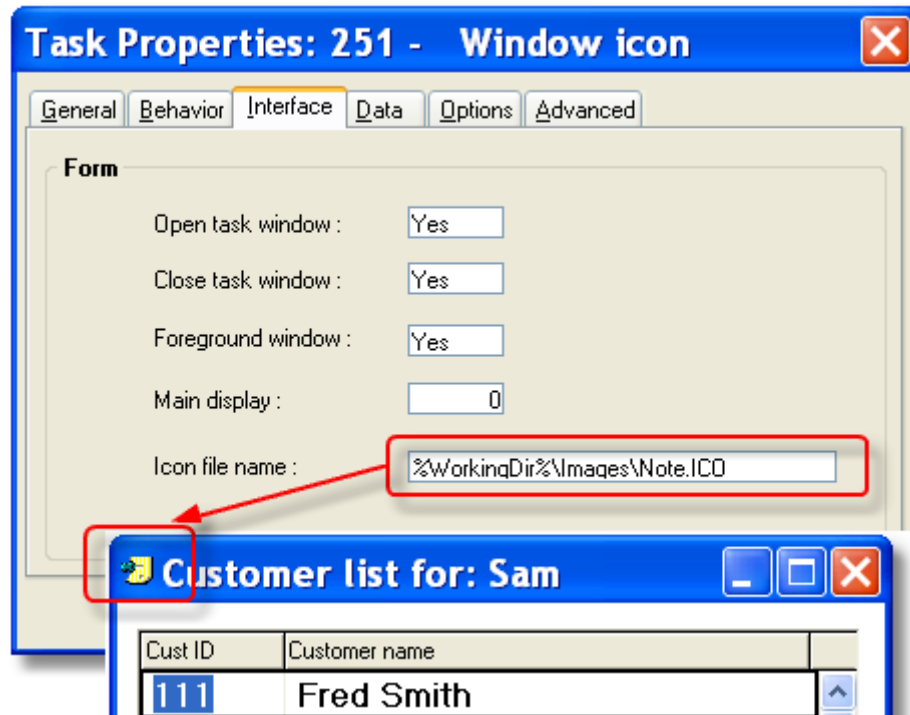 Task Properties: 251 - Window icon
General Behavior Interface Data Options Advanced
Form
Open task window : Yes
Close task window : Yes
Foreground window : Yes
Main display : 0
Icon file name : %WorkingDir%\Images\Note.ICO
Customer list for: Sam
Cust ID Customer name
111 Fred Smith